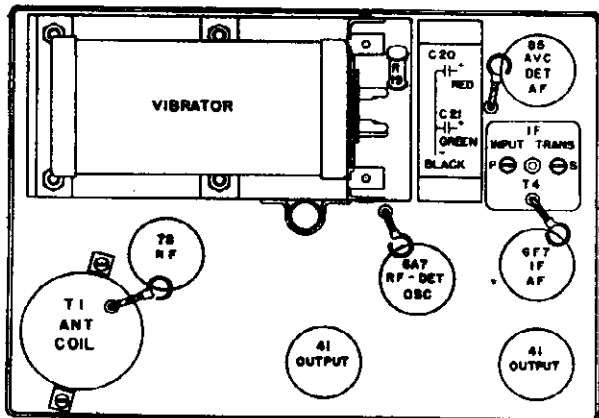 VIBRATOR
R
19
C20
RED
C21
GREEN
BLACK
85
AVC
DET
AF
IF
INPUT TRANS
P S
T4
78
RF
6A7
RF-DET
OSC
6F7
IF
AF
T1
ANT
COIL
41
OUTPUT
41
OUTPUT